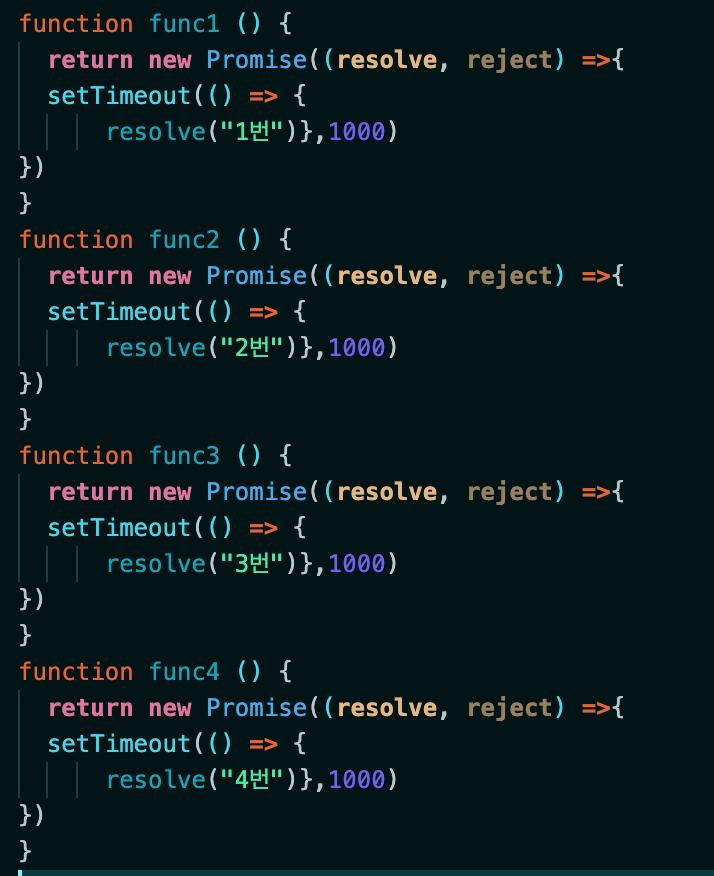 function func1 () {
return new Promise((resolve, reject) =>{
setTimeout(() => {
resolve("1번")},1000)
})
}
function func2 () {
return new Promise((resolve, reject) =>{
setTimeout(() => {
resolve("2번")},1000)
})
}
function func3 () {
return new Promise((resolve, reject) =>{
setTimeout(() => {
resolve("3번")},1000)
})
}
function func4 () {
return new Promise((resolve, reject) =>{
setTimeout(() => {
resolve("4번")},1000)
})
}